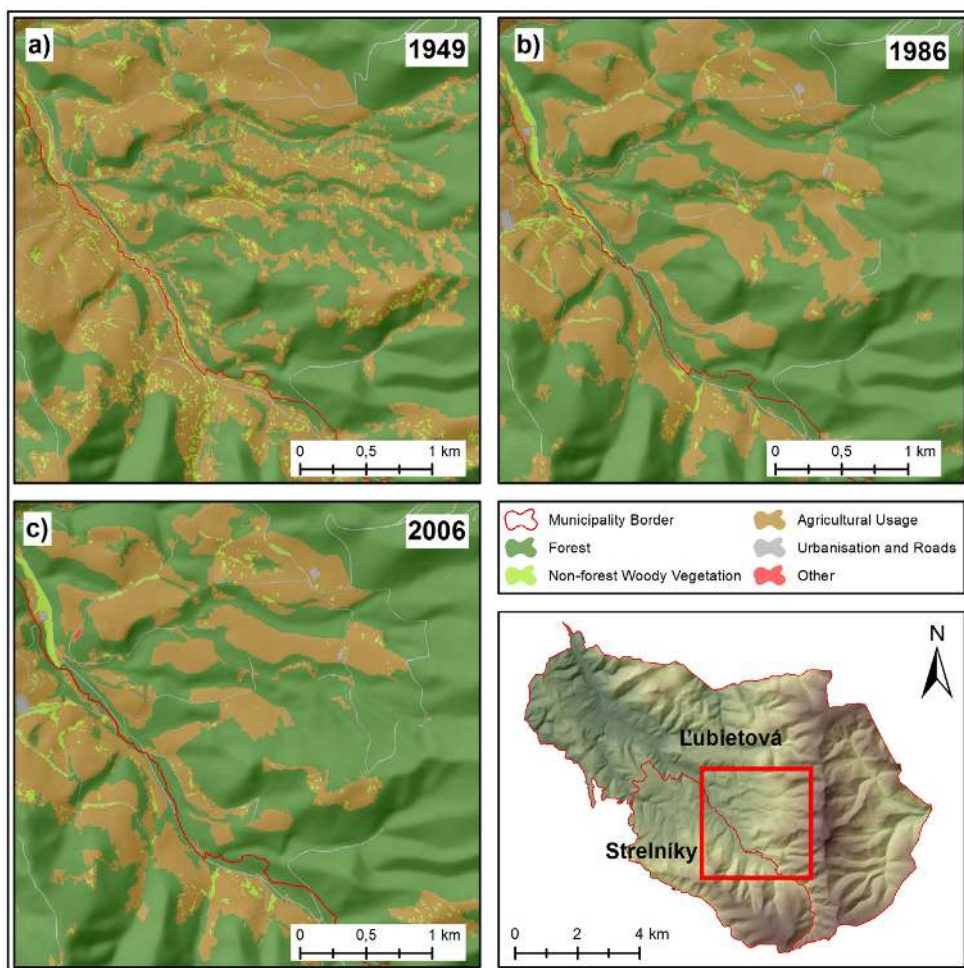 a)
1949
0 0,5 1 km
b)
1986
0 0,5 1 km
c)
2006
0 0,5 1 km
Municipality Border
Forest
Non-forest Woody Vegetation
Agricultural Usage
Urbanisation and Roads
Other
N
Ľubietová
Strelníky
0 2 4 km